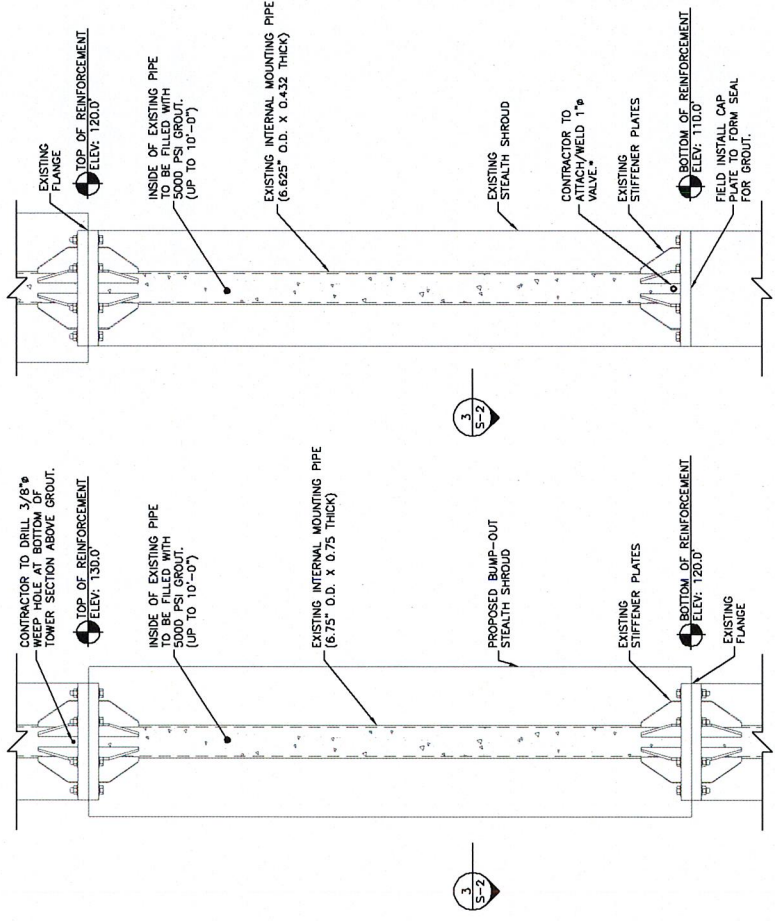 CONTRACTOR TO DRILL 3/8"ø
WEEP HOLE AT BOTTOM OF
TOWER SECTION ABOVE GROUT.
TOP OF REINFORCEMENT
ELEV: 130.0'
INSIDE OF EXISTING PIPE
TO BE FILLED WITH
5000 PSI GROUT.
(UP TO 10'-0")
EXISTING INTERNAL MOUNTING PIPE
(6.75" O.D. X 0.75 THICK)
3
S-2
PROPOSED BUMP-OUT
STEALTH SHROUD
EXISTING
STIFFENER PLATES
BOTTOM OF REINFORCEMENT
ELEV: 120.0'
EXISTING
FLANGE
EXISTING
FLANGE
TOP OF REINFORCEMENT
ELEV: 120.0'
INSIDE OF EXISTING PIPE
TO BE FILLED WITH
5000 PSI GROUT.
(UP TO 10'-0")
EXISTING INTERNAL MOUNTING PIPE
(6.625" O.D. X 0.432 THICK)
3
S-2
EXISTING
STEALTH SHROUD
CONTRACTOR TO
ATTACH/WELD 1"ø
VALVE.*
EXISTING
STIFFENER PLATES
BOTTOM OF REINFORCEMENT
ELEV: 110.0'
FIELD INSTALL CAP
PLATE TO FORM SEAL
FOR GROUT.